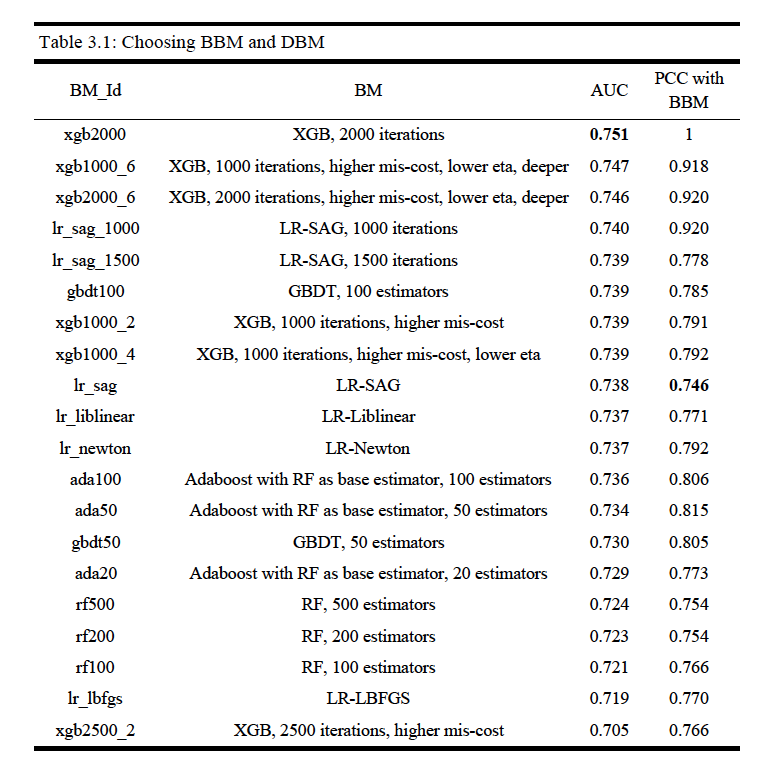 Table 3.1: Choosing BBM and DBM
BM_Id BM AUC PCC with BBM
xgb2000 XGB, 2000 iterations 0.751 1
xgb1000_6 XGB, 1000 iterations, higher mis-cost, lower eta, deeper 0.747 0.918
xgb2000_6 XGB, 2000 iterations, higher mis-cost, lower eta, deeper 0.746 0.920
lr_sag_1000 LR-SAG, 1000 iterations 0.740 0.920
lr_sag_1500 LR-SAG, 1500 iterations 0.739 0.778
gbdt100 GBDT, 100 estimators 0.739 0.785
xgb1000_2 XGB, 1000 iterations, higher mis-cost 0.739 0.791
xgb1000_4 XGB, 1000 iterations, higher mis-cost, lower eta 0.739 0.792
lr_sag LR-SAG 0.738 0.746
lr_liblinear LR-Liblinear 0.737 0.771
lr_newton LR-Newton 0.737 0.792
ada100 Adaboost with RF as base estimator, 100 estimators 0.736 0.806
ada50 Adaboost with RF as base estimator, 50 estimators 0.734 0.815
gbdt50 GBDT, 50 estimators 0.730 0.805
ada20 Adaboost with RF as base estimator, 20 estimators 0.729 0.773
rf500 RF, 500 estimators 0.724 0.754
rf200 RF, 200 estimators 0.723 0.754
rf100 RF, 100 estimators 0.721 0.766
lr_lbfgs LR-LBFGS 0.719 0.770
xgb2500_2 XGB, 2500 iterations, higher mis-cost 0.705 0.766